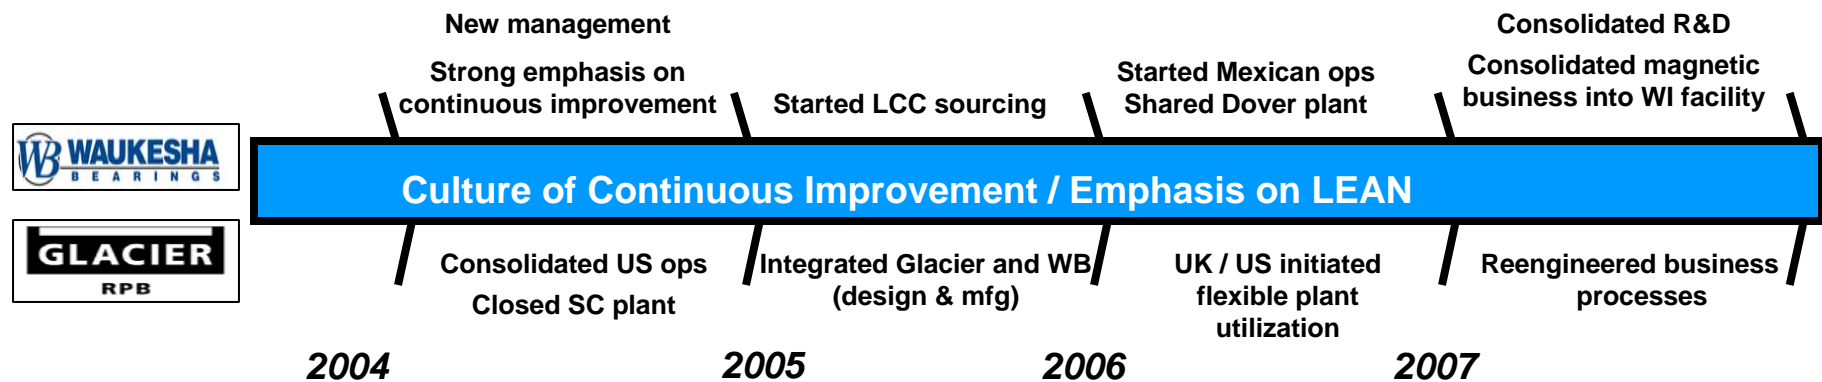 New management
Strong emphasis on
continuous improvement
Started LCC sourcing
Started Mexican ops
Shared Dover plant
Consolidated R&D
Consolidated magnetic
business into WI facility
WB WAUKESHA
BEARINGS
Culture of Continuous Improvement / Emphasis on LEAN
GLACIER
RPB
Consolidated US ops
Closed SC plant
Integrated Glacier and WB
(design & mfg)
UK / US initiated
flexible plant
utilization
Reengineered business
processes
2004
2005
2006
2007